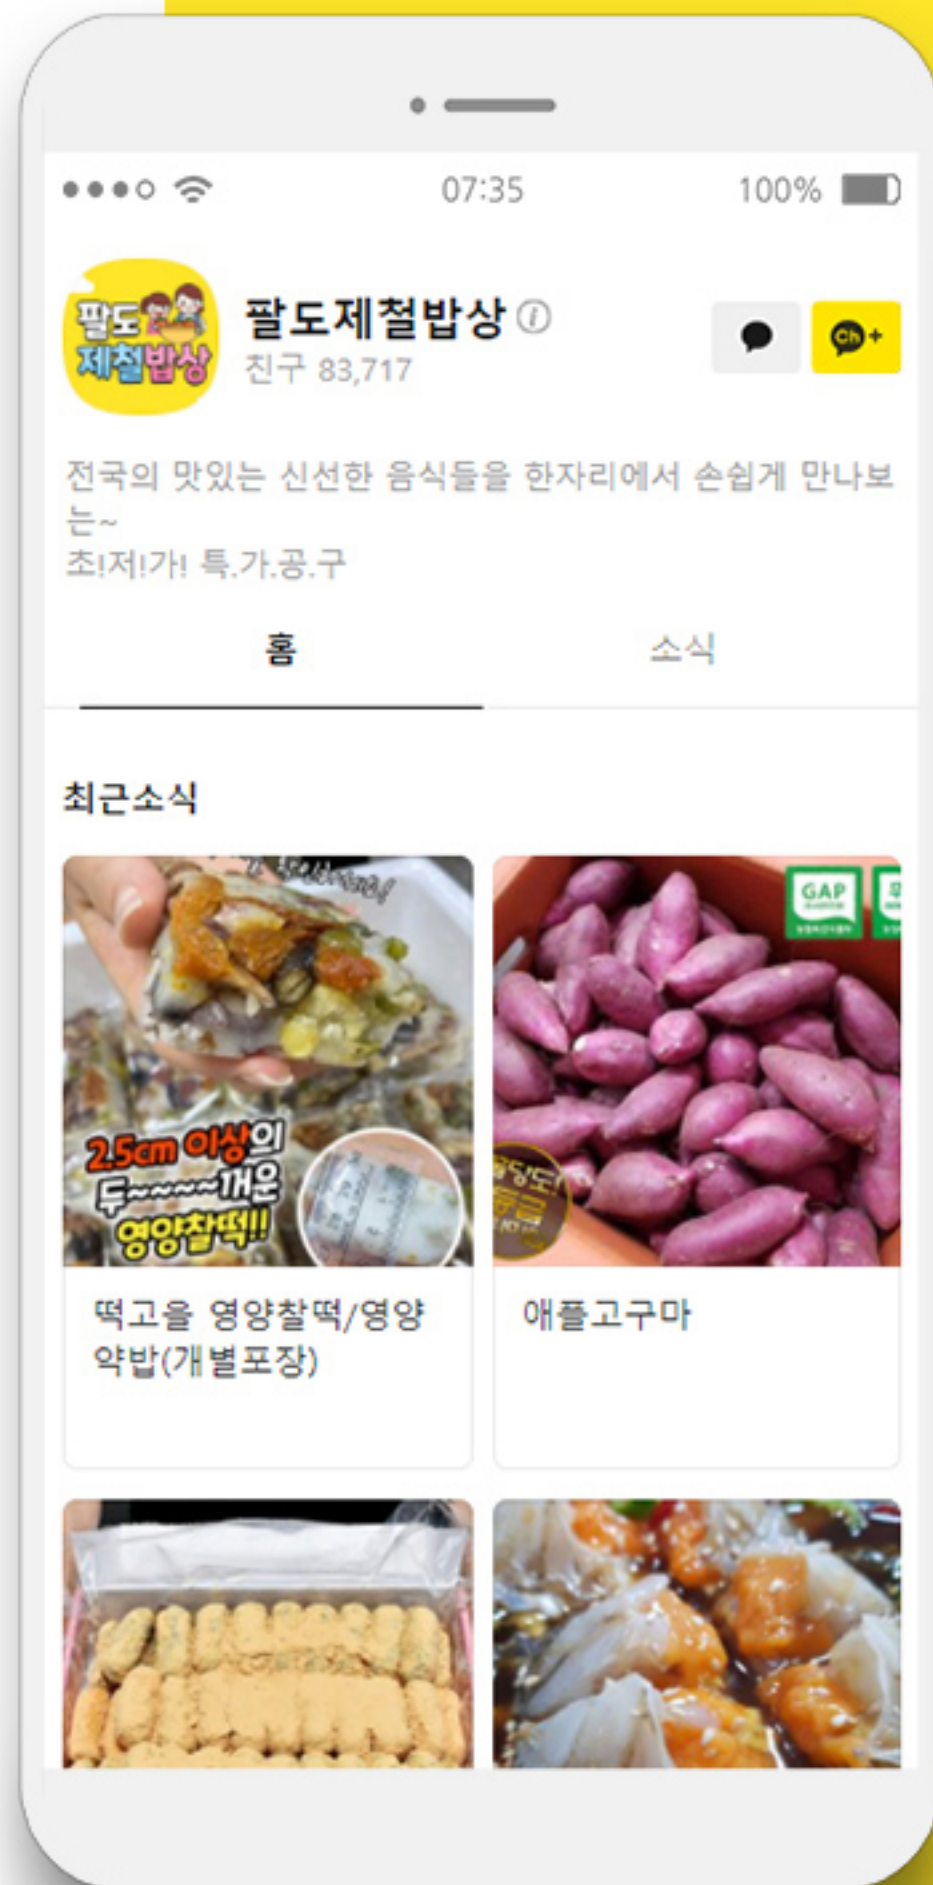 07:35
100%
팔도
제철밥상
팔도제철밥상
친구 83,717
Ch+
전국의 맛있는 신선한 음식들을 한자리에서 손쉽게 만나보
는~
초!저!가! 특.가.공.구
홈
소식
최근소식
2.5cm 이상의
두~~~~~꺼운
영양찰떡!!
GAP
떡고을 영양찰떡/영양
약밥(개별포장)
애플고구마